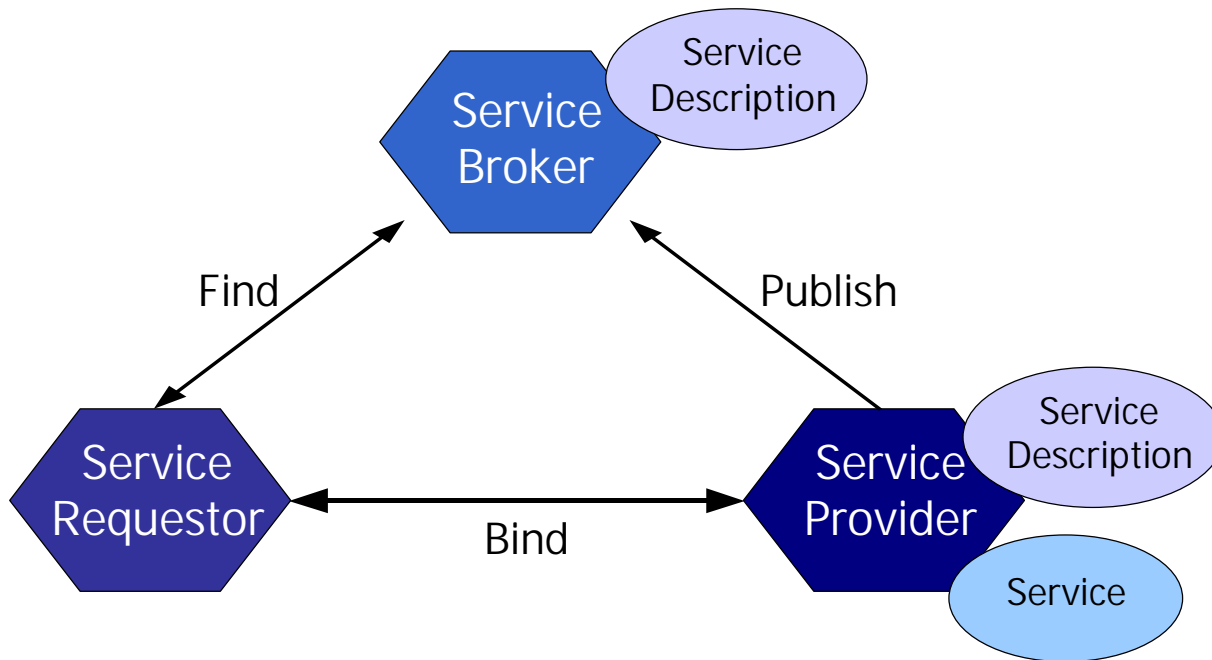 Service
Description
Service
Broker
Find
Publish
Service
Requestor
Bind
Service
Provider
Service
Description
Service